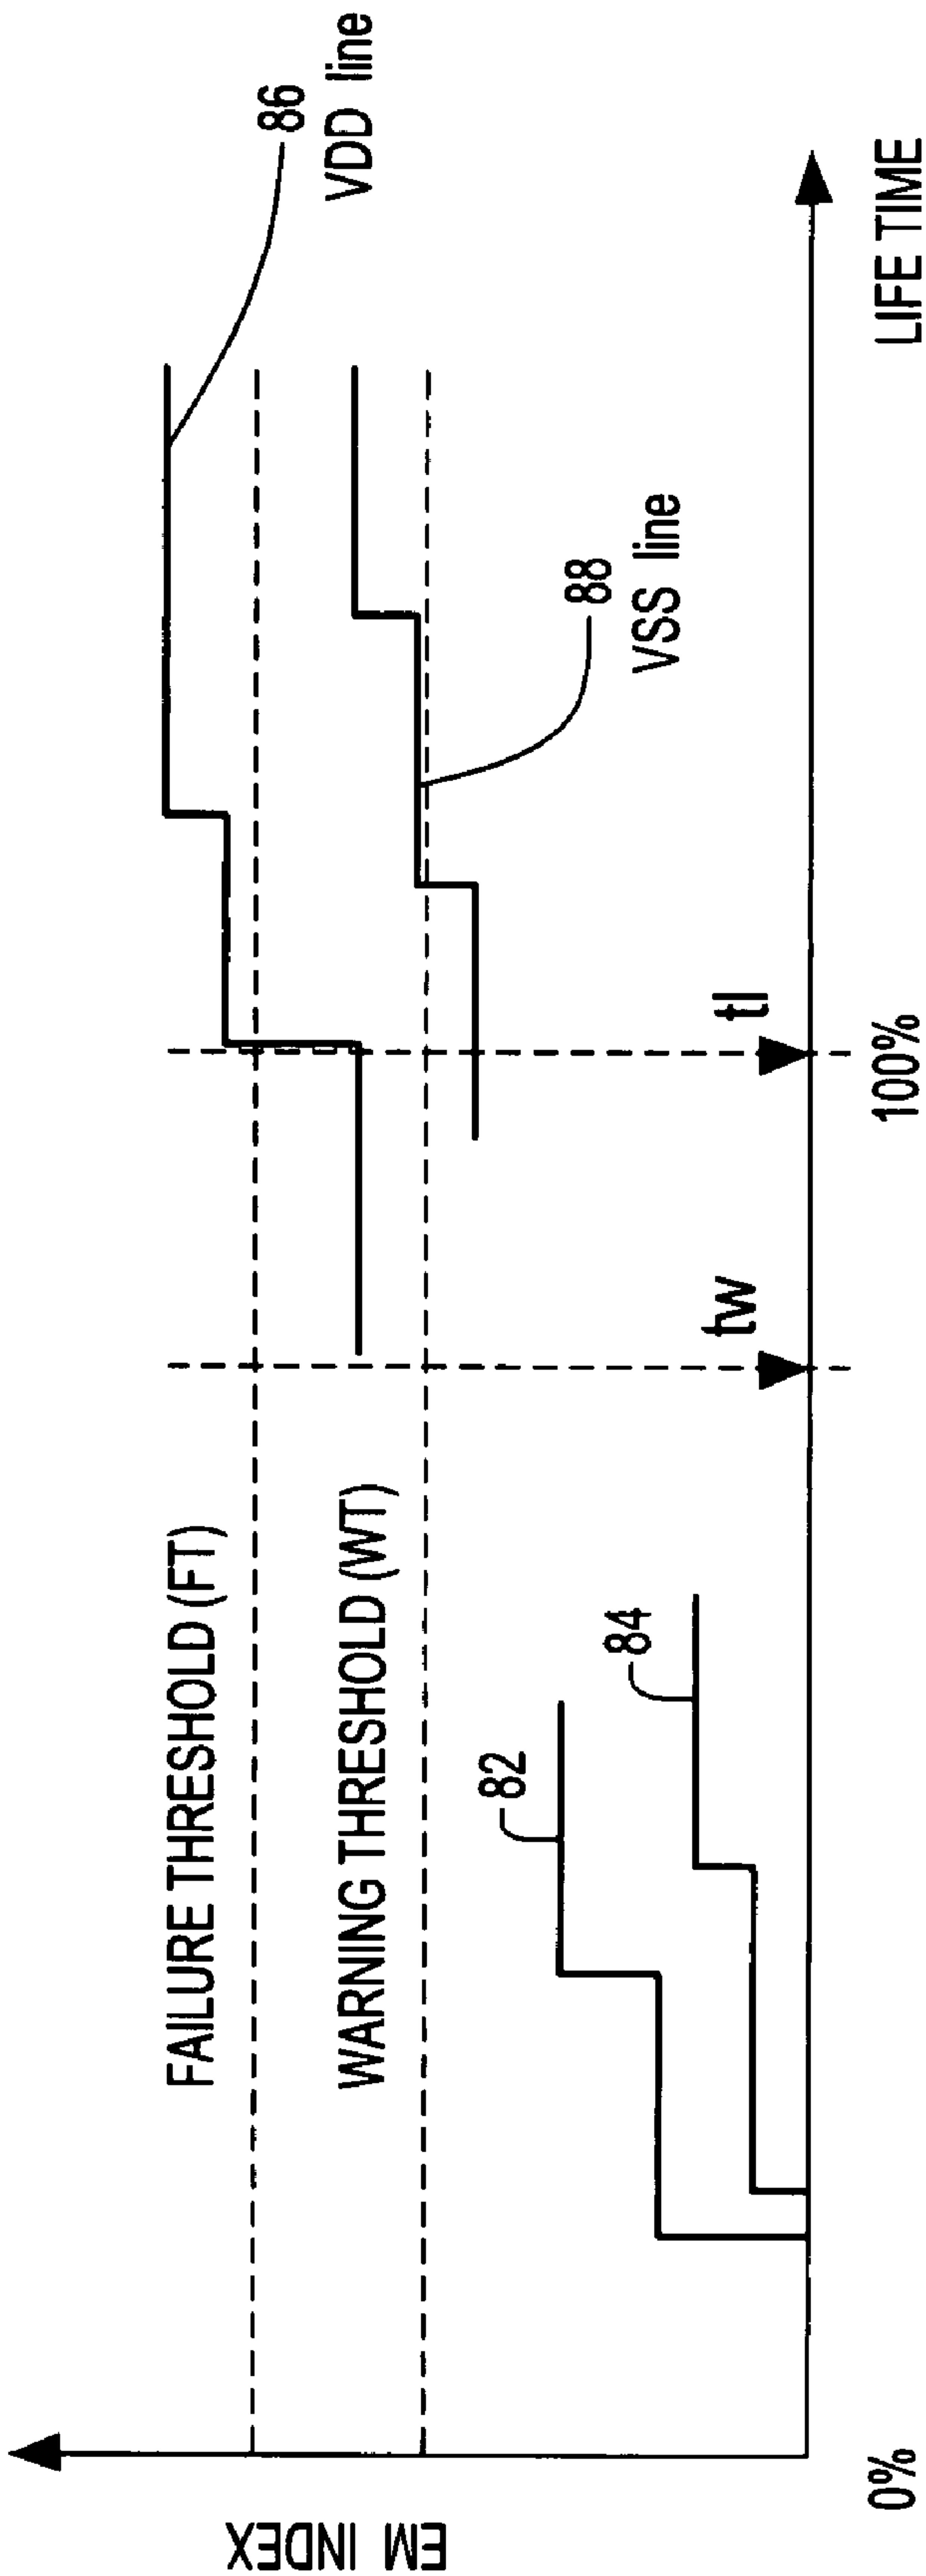 EM INDEX
FAILURE THRESHOLD (FT)
WARNING THRESHOLD (WT)
86
VDD line
88
VSS line
82
84
tw
tl
0%
100%
LIFE TIME